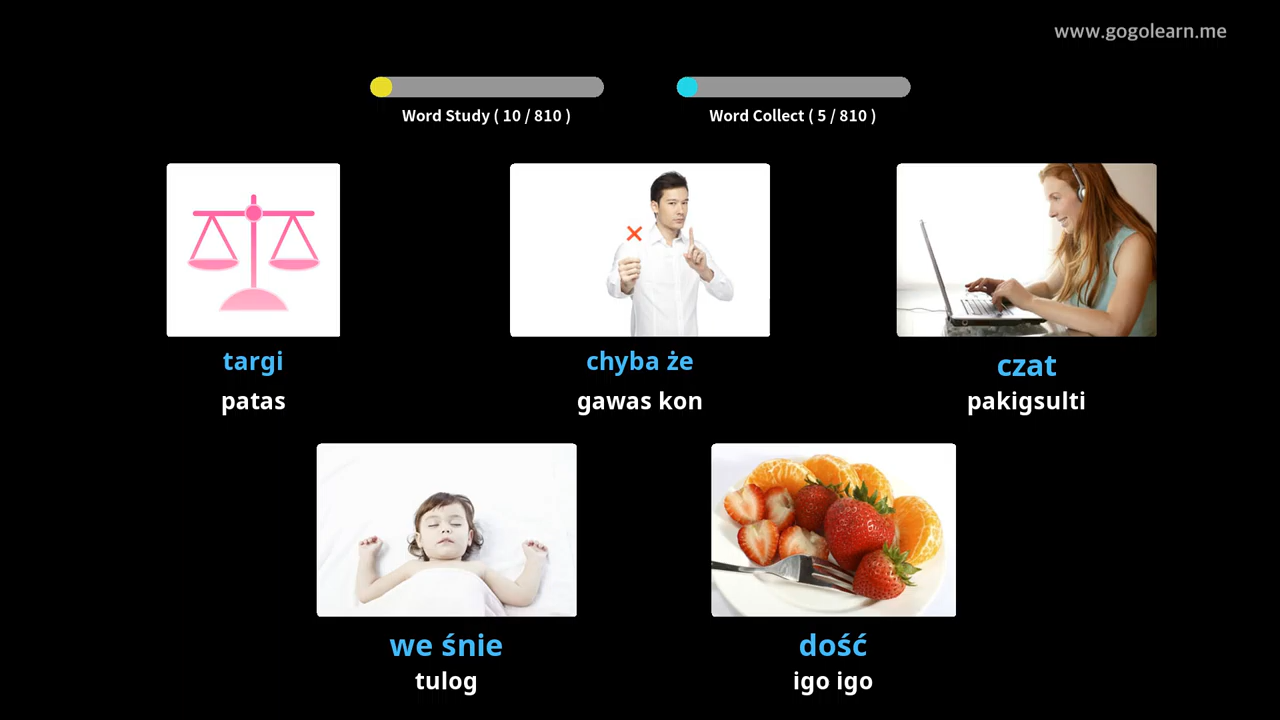 www.gogolearn.me
Word Study ( 10 / 810 )
Word Collect ( 5 / 810 )
targi
patas
chyba że
gawas kon
czat
pakigsulti
we śnie
tulog
dość
igo igo